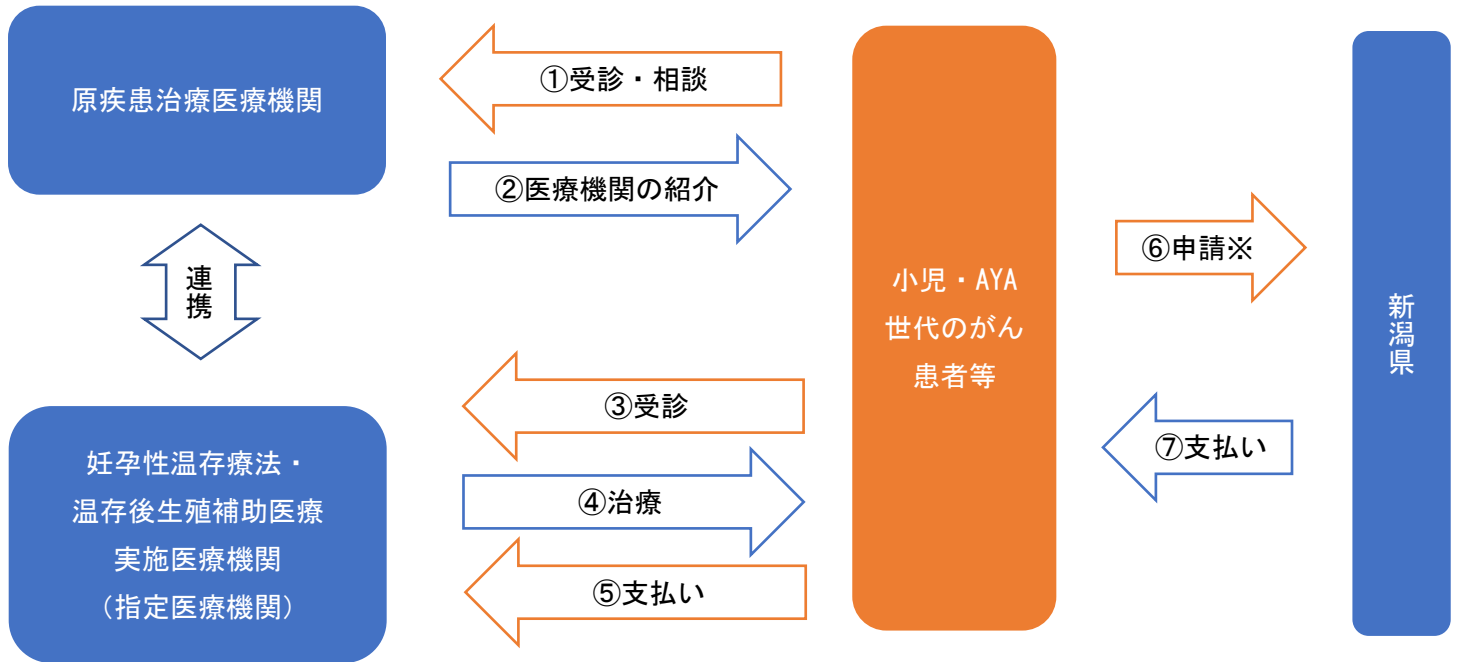 原疾患治療医療機関
①受診・相談
②医療機関の紹介
連携
妊孕性温存療法・
温存後生殖補助医療
実施医療機関
（指定医療機関）
③受診
④治療
⑤支払い
小児・AYA
世代のがん
患者等
⑥申請※
⑦支払い
新潟県